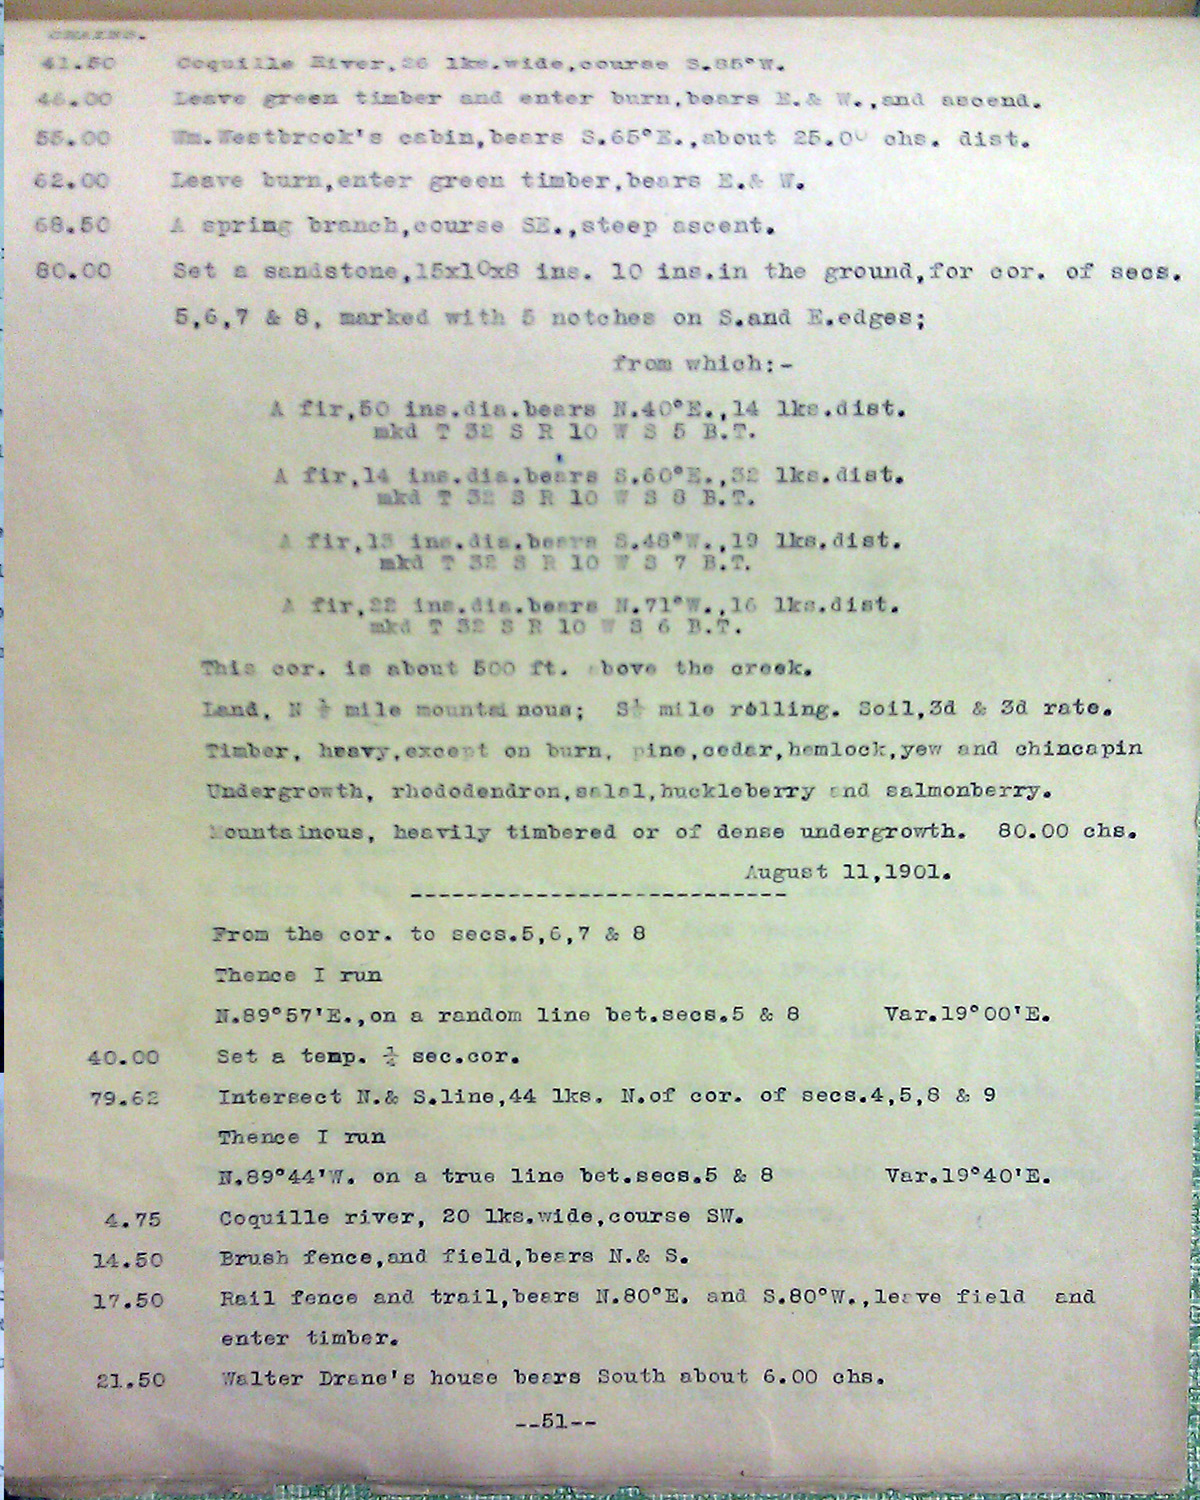 CHAINS.
41.50 Coquille River,26 lks.wide,course S.85°W.
46.00 Leave green timber and enter burn,bears E.& W.,and ascend.
55.00 Wm.Westbrook's cabin,bears S.65°E.,about 25.00 chs. dist.
62.00 Leave burn,enter green timber,bears E.& W.
68.50 A spring branch,course SE.,steep ascent.
80.00 Set a sandstone,15x10x8 ins. 10 ins.in the ground,for cor. of secs.
5,6,7 & 8, marked with 5 notches on S.and E.edges;
from which:-
A fir,50 ins.dia.bears N.40°E.,14 lks.dist.
mkd T 32 S R 10 W S 5 B.T.
A fir,14 ins.dia.bears S.60°E.,32 lks.dist.
mkd T 32 S R 10 W S 8 B.T.
A fir,13 ins.dia.bears S.48°W.,19 lks.dist.
mkd T 32 S R 10 W S 7 B.T.
A fir,22 ins.dia.bears N.71°W.,16 lks.dist.
mkd T 32 S R 10 W S 6 B.T.
This cor. is about 500 ft. above the creek.
Land, N ½ mile mountainous; S½ mile rolling. Soil,3d & 3d rate.
Timber, heavy,except on burn, pine,cedar,hemlock,yew and chincapin
Undergrowth, rhododendron,salal,huckleberry and salmonberry.
Mountainous, heavily timbered or of dense undergrowth. 80.00 chs.
August 11,1901.
---------------------------
From the cor. to secs.5,6,7 & 8
Thence I run
N.89°57'E.,on a random line bet.secs.5 & 8 Var.19°00'E.
40.00 Set a temp. ¼ sec.cor.
79.62 Intersect N.& S.line,44 lks. N.of cor. of secs.4,5,8 & 9
Thence I run
N.89°44'W. on a true line bet.secs.5 & 8 Var.19°40'E.
4.75 Coquille river, 20 lks.wide,course SW.
14.50 Brush fence,and field,bears N.& S.
17.50 Rail fence and trail,bears N.80°E. and S.80°W.,leave field and
enter timber.
21.50 Walter Drane's house bears South about 6.00 chs.
--51--